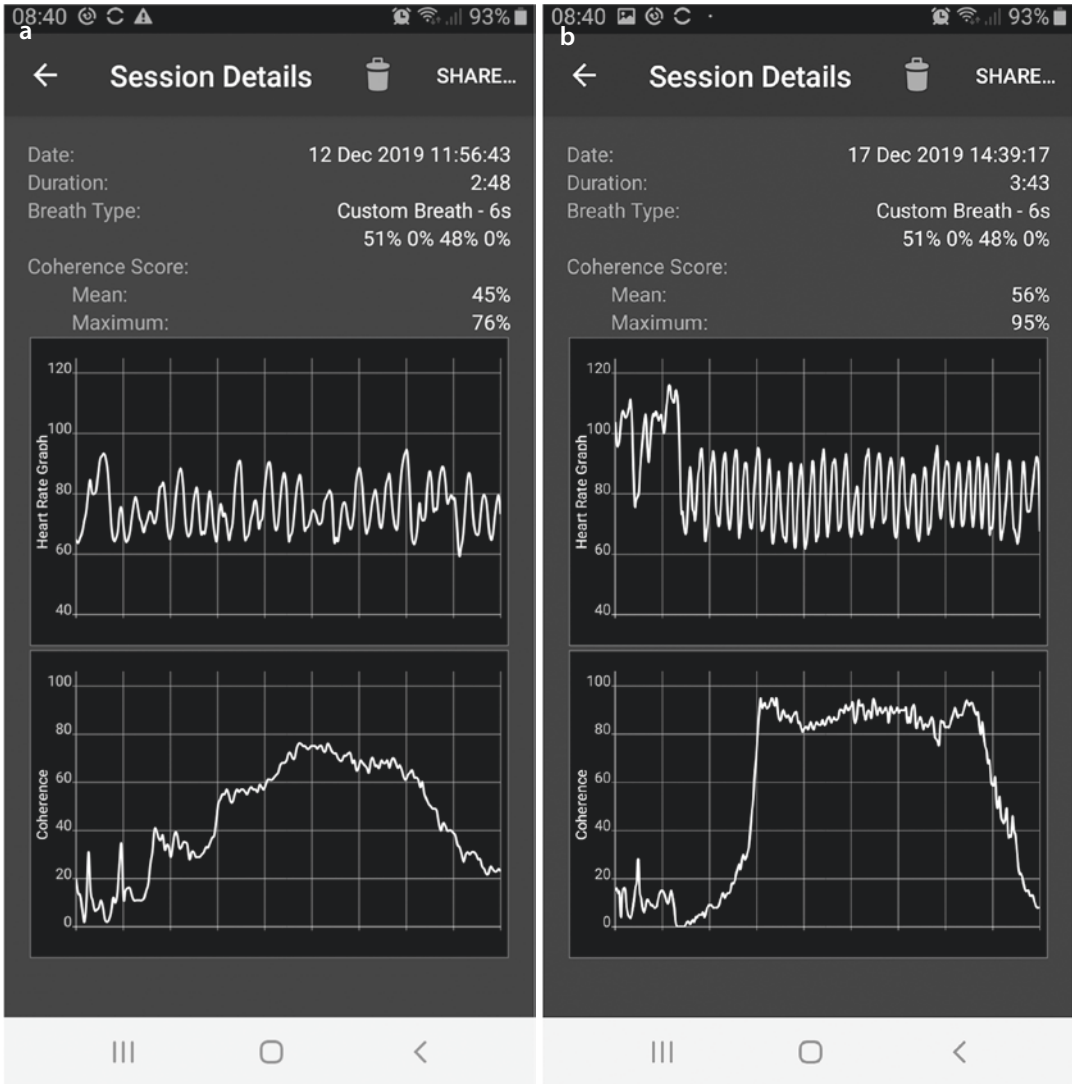 08:40 93%
a
Session Details SHARE...
Date: 12 Dec 2019 11:56:43
Duration: 2:48
Breath Type: Custom Breath - 6s
51% 0% 48% 0%
Coherence Score:
Mean: 45%
Maximum: 76%
Heart Rate Graph
120
100
80
60
40
Coherence
100
80
60
40
20
0
08:40 93%
b
Session Details SHARE...
Date: 17 Dec 2019 14:39:17
Duration: 3:43
Breath Type: Custom Breath - 6s
51% 0% 48% 0%
Coherence Score:
Mean: 56%
Maximum: 95%
Heart Rate Graph
120
100
80
60
40
Coherence
100
80
60
40
20
0